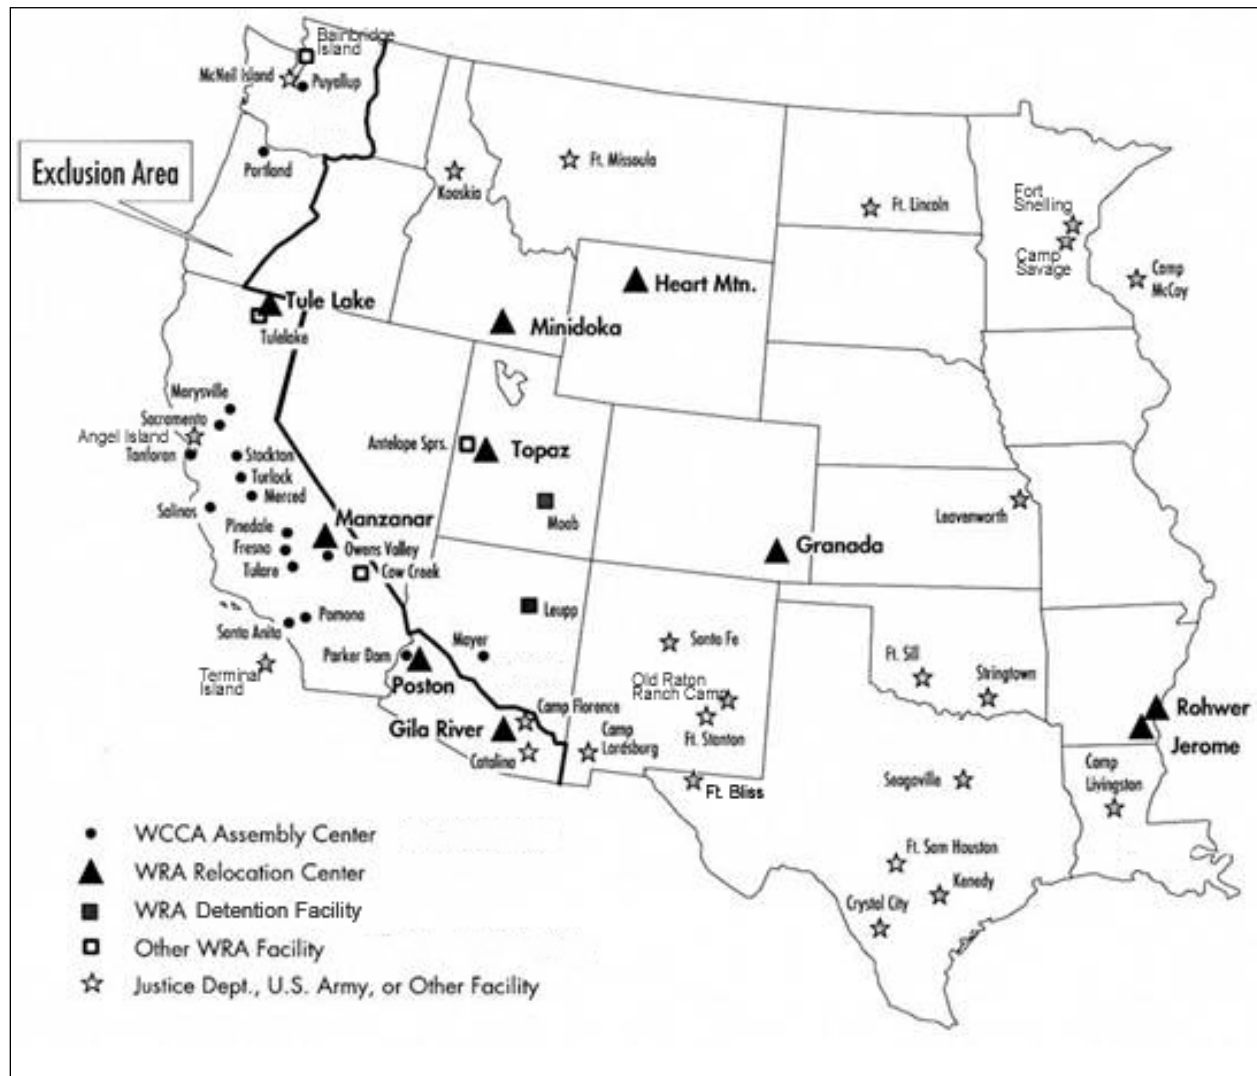 Bainbridge
Island
McNeil Island
Puyallup
Exclusion Area
Portland
Kooskia
Ft. Missoula
Ft. Lincoln
Fort
Snelling
Camp
Savage
Camp
McCoy
Heart Mtn.
Tule Lake
Tulelake
Minidoka
Marysville
Sacramento
Angel Island
Tanforan
Stockton
Turlock
Merced
Salinas
Antelope Sprs.
Topaz
Moab
Leavenworth
Manzanar
Pinedale
Owens Valley
Fresno
Tulare
Cow Creek
Granada
Leupp
Pomona
Santa Anita
Terminal
Island
Parker Dam
Mayer
Poston
Santa Fe
Old Raton
Ranch Camp
Ft. Stanton
Ft. Sill
Stringtown
Rohwer
Jerome
Camp Florence
Gila River
Catalina
Camp
Lordsburg
Ft. Bliss
Seagoville
Camp
Livingston
Ft. Sam Houston
Kenedy
Crystal City
WCCA Assembly Center
WRA Relocation Center
WRA Detention Facility
Other WRA Facility
Justice Dept., U.S. Army, or Other Facility